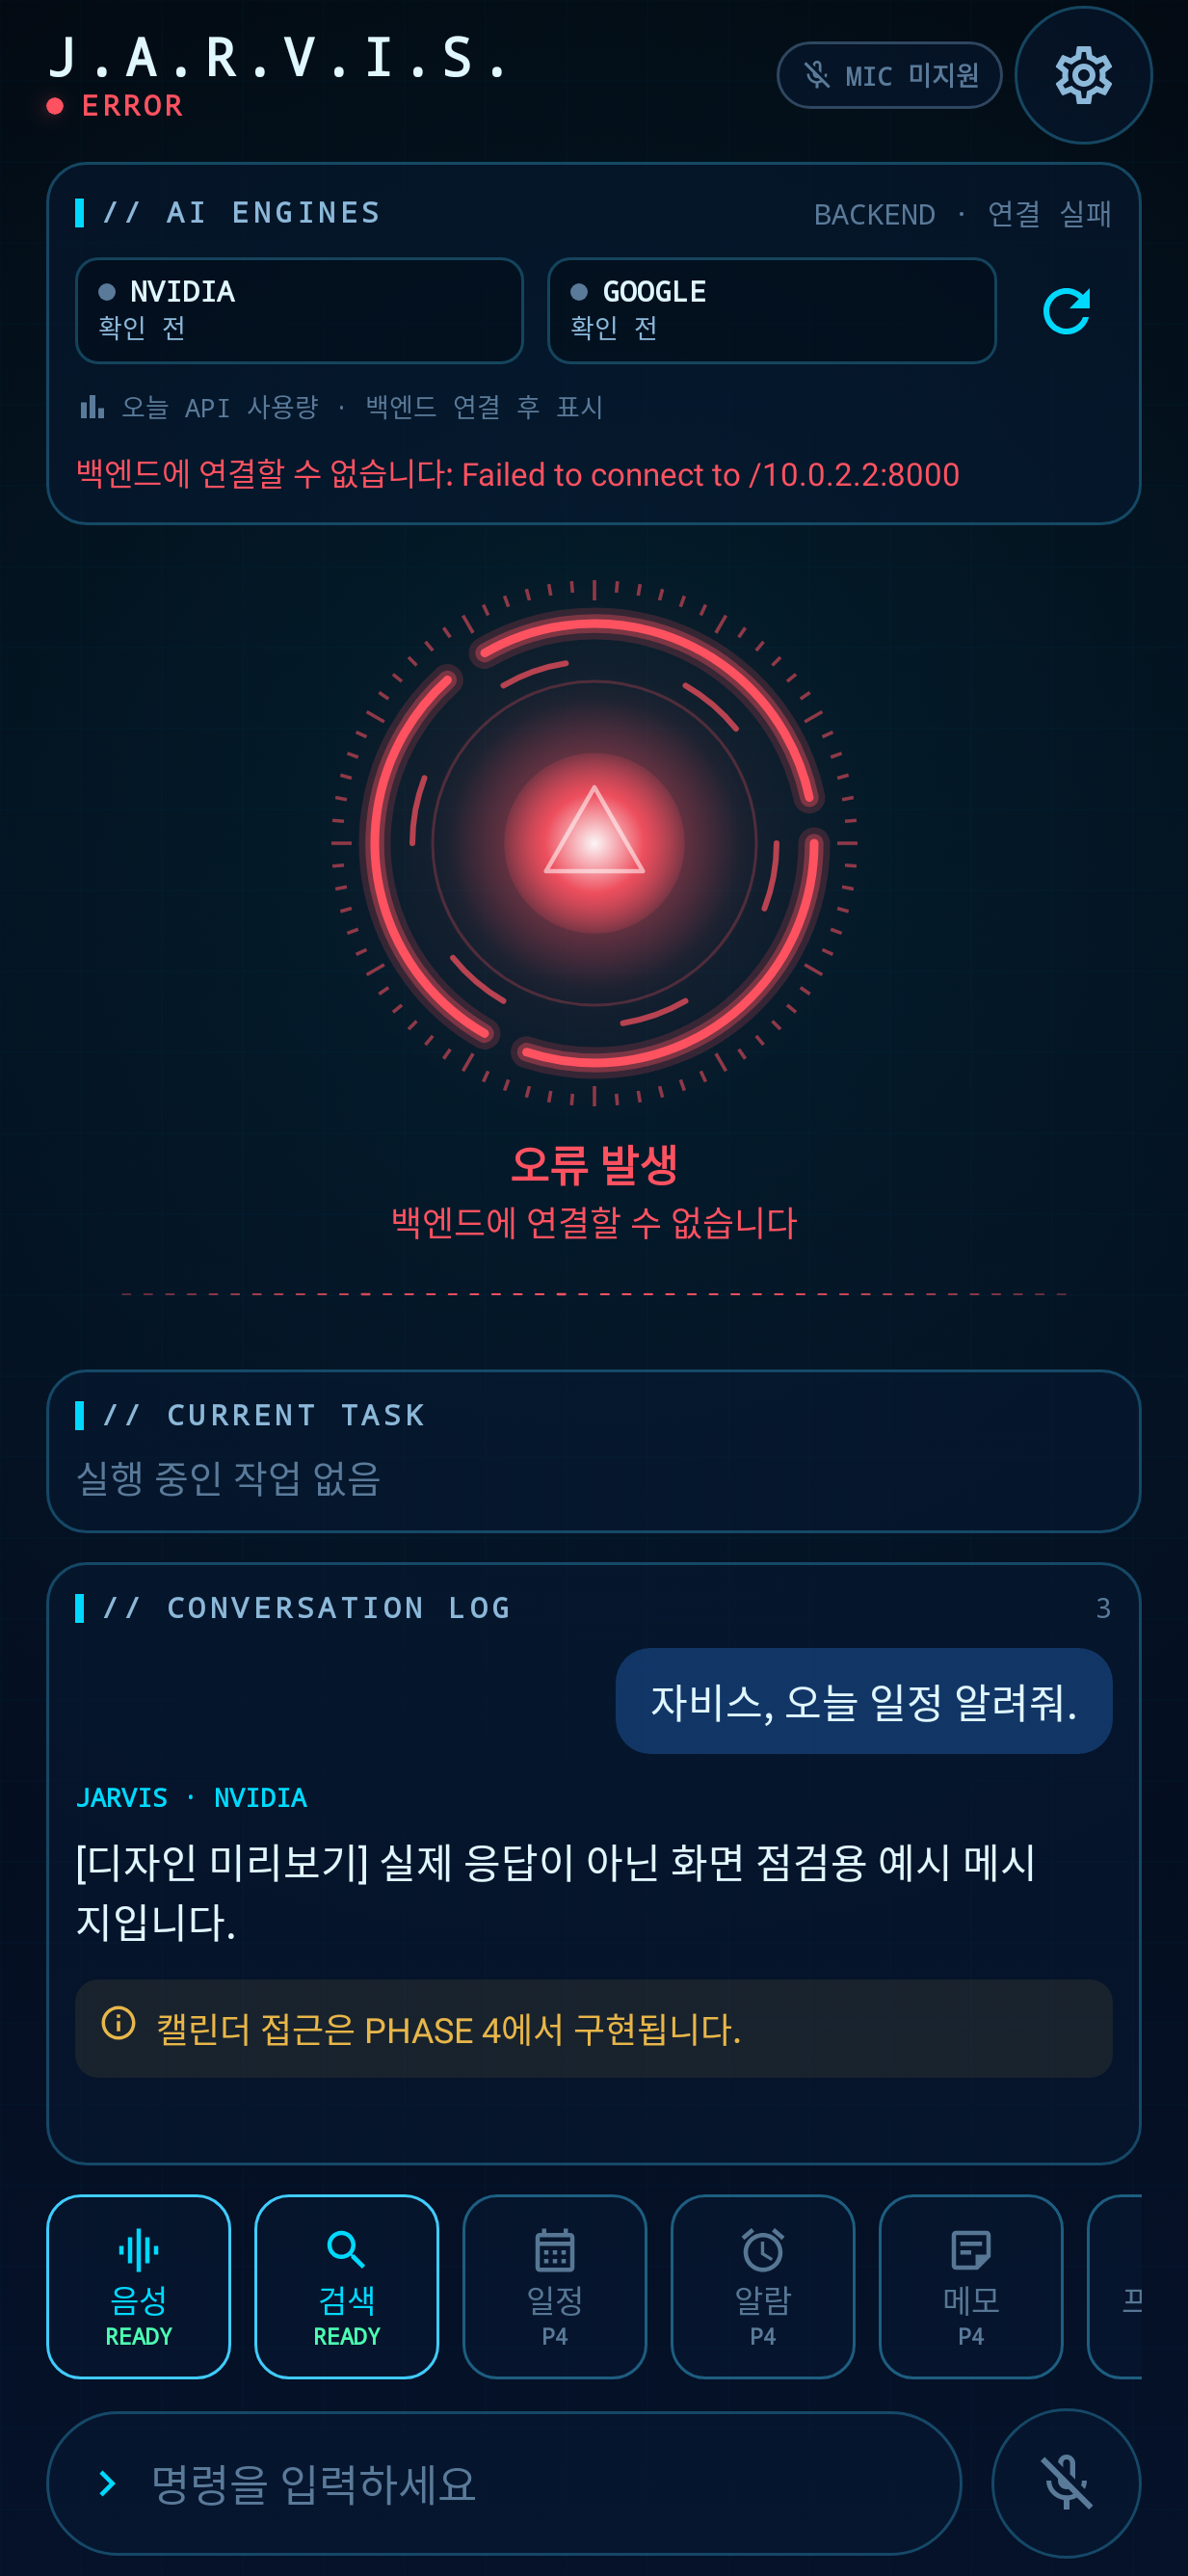 J.A.R.V.I.S.
ERROR
MIC 미지원
// AI ENGINES
BACKEND · 연결 실패
NVIDIA
확인 전
GOOGLE
확인 전
오늘 API 사용량 · 백엔드 연결 후 표시
백엔드에 연결할 수 없습니다: Failed to connect to /10.0.2.2:8000
오류 발생
백엔드에 연결할 수 없습니다
// CURRENT TASK
실행 중인 작업 없음
// CONVERSATION LOG
3
자비스, 오늘 일정 알려줘.
JARVIS · NVIDIA
[디자인 미리보기] 실제 응답이 아닌 화면 점검용 예시 메시
지입니다.
캘린더 접근은 PHASE 4에서 구현됩니다.
음성
READY
검색
READY
일정
P4
알람
P4
메모
P4
명령을 입력하세요